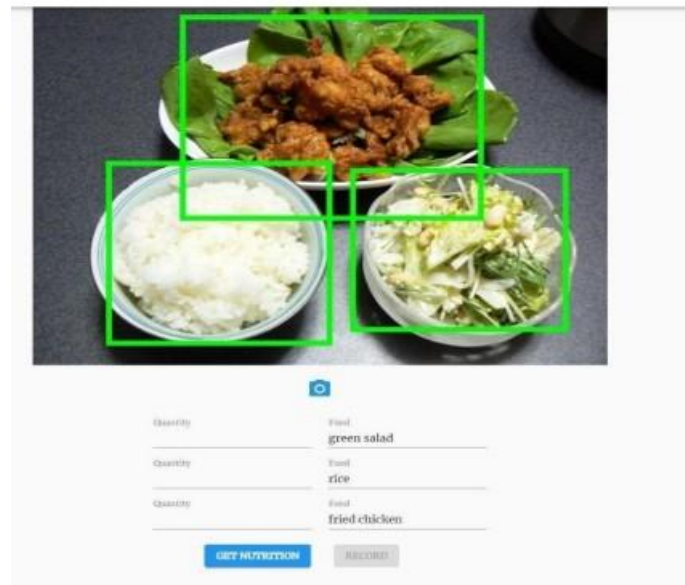 Quantity Food
green salad
Quantity Food
rice
Quantity Food
fried chicken
GET NUTRITION RECORD